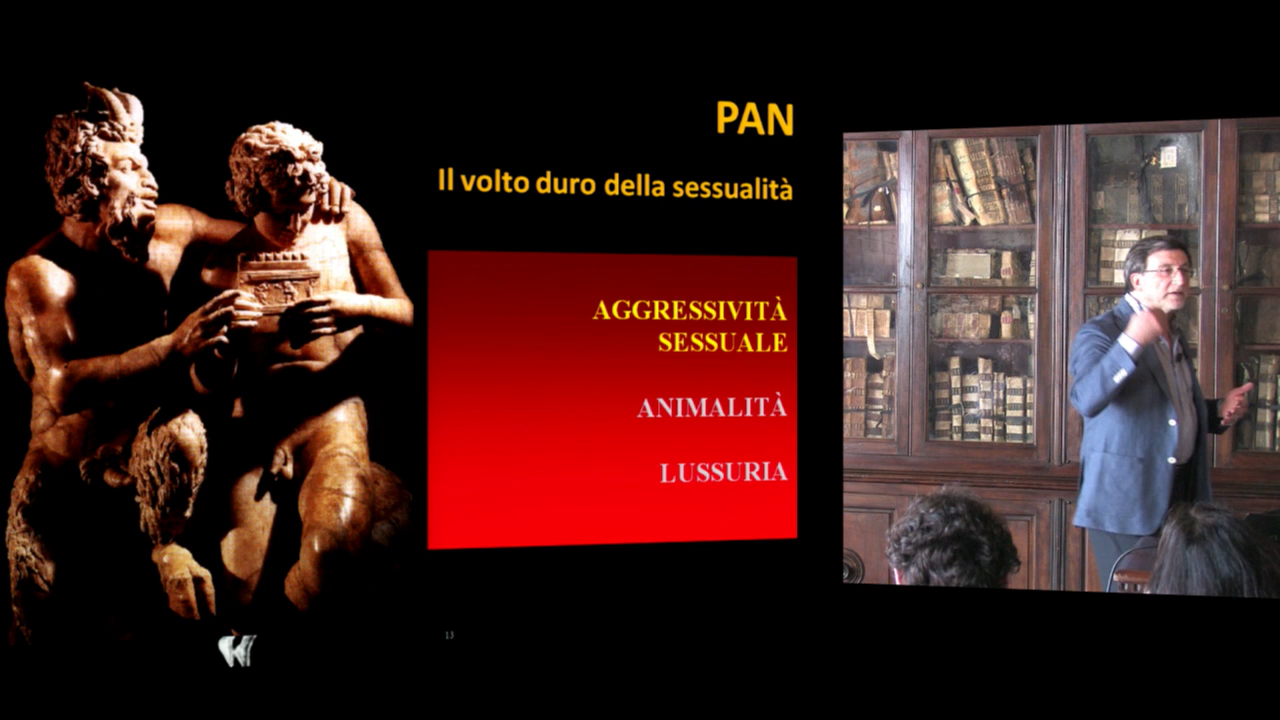 PAN
Il volto duro della sessualità
AGGRESSIVITÀ
SESSUALE
ANIMALITÀ
LUSSURIA
13